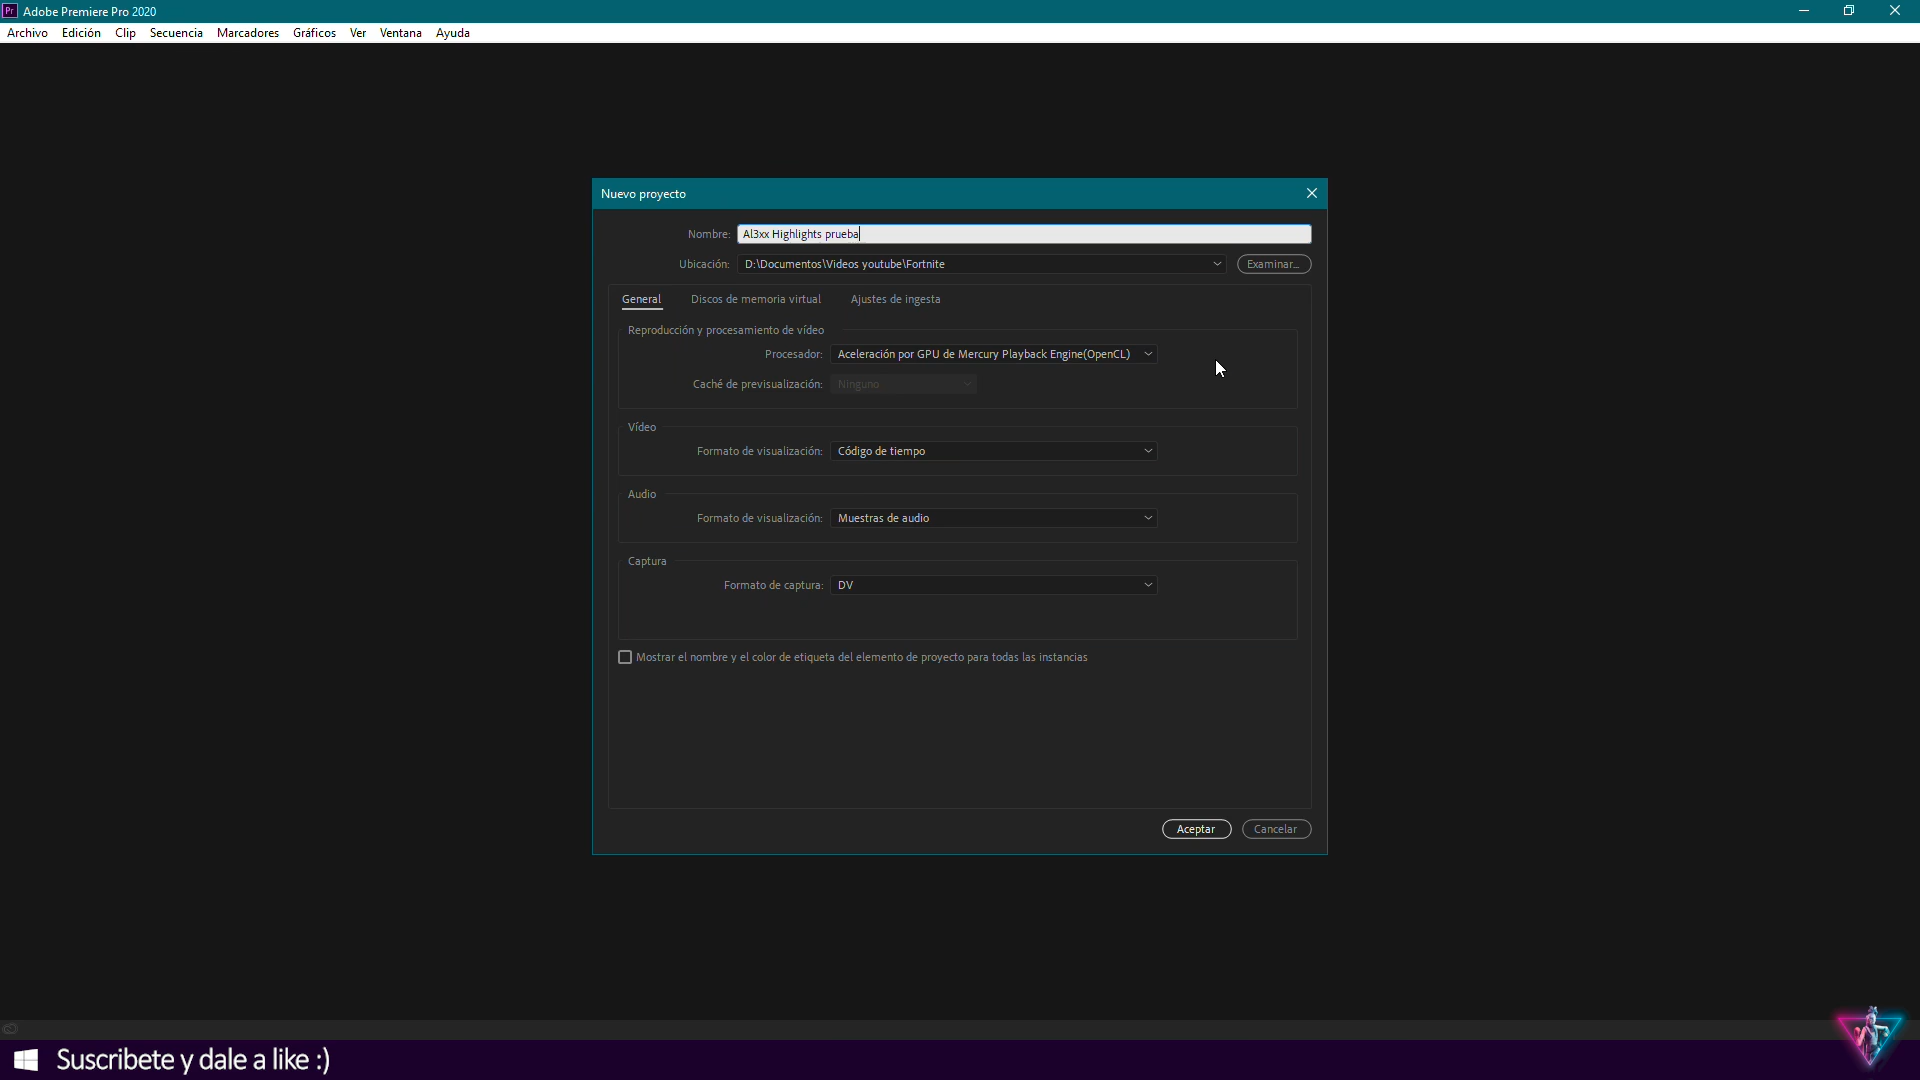 Pr Adobe Premiere Pro 2020
Archivo Edición Clip Secuencia Marcadores Gráficos Ver Ventana Ayuda
Nuevo proyecto
Nombre: Al3xx Highlights prueba
Ubicación: D:\Documentos\Videos youtube\Fortnite Examinar...
General Discos de memoria virtual Ajustes de ingesta
Reproducción y procesamiento de vídeo
Procesador: Aceleración por GPU de Mercury Playback Engine(OpenCL)
Caché de previsualización: Ninguno
Vídeo
Formato de visualización: Código de tiempo
Audio
Formato de visualización: Muestras de audio
Captura
Formato de captura: DV
Mostrar el nombre y el color de etiqueta del elemento de proyecto para todas las instancias
Aceptar Cancelar
Suscribete y dale a like :)